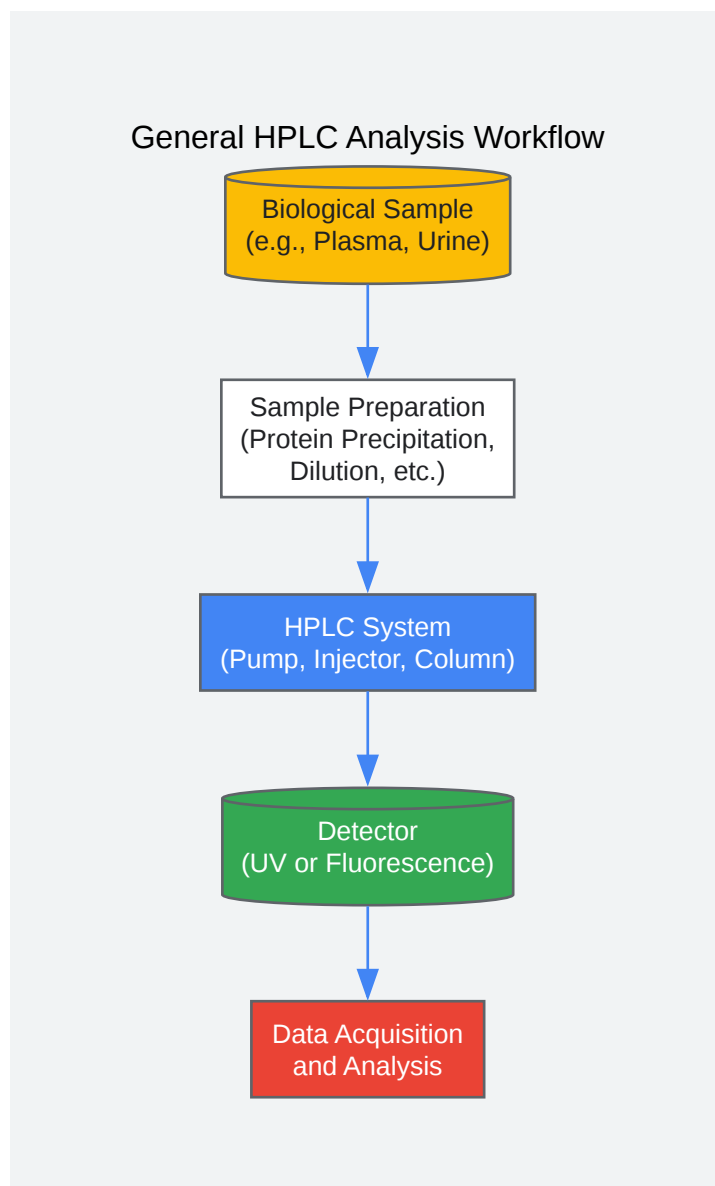 General HPLC Analysis Workflow
Biological Sample
(e.g., Plasma, Urine)
Sample Preparation
(Protein Precipitation,
Dilution, etc.)
HPLC System
(Pump, Injector, Column)
Detector
(UV or Fluorescence)
Data Acquisition
and Analysis